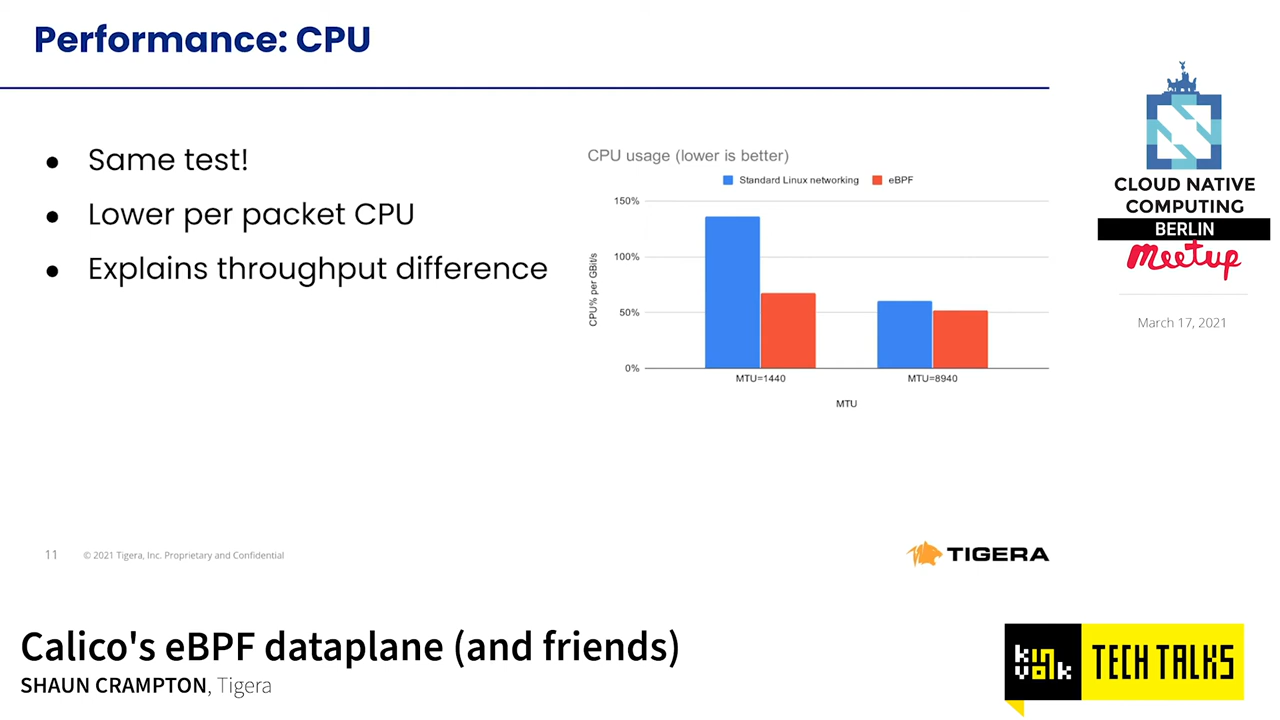 Performance: CPU
● Same test!
● Lower per packet CPU
● Explains throughput difference
CPU usage (lower is better)
Standard Linux networking eBPF
150%
100%
50%
0%
CPU% per GBit/s
MTU=1440 MTU=8940
MTU
CLOUD NATIVE
COMPUTING
BERLIN
Meetup
March 17, 2021
11 © 2021 Tigera, Inc. Proprietary and Confidential
TIGERA
Calico's eBPF dataplane (and friends)
SHAUN CRAMPTON, Tigera
kinvolk TECH TALKS